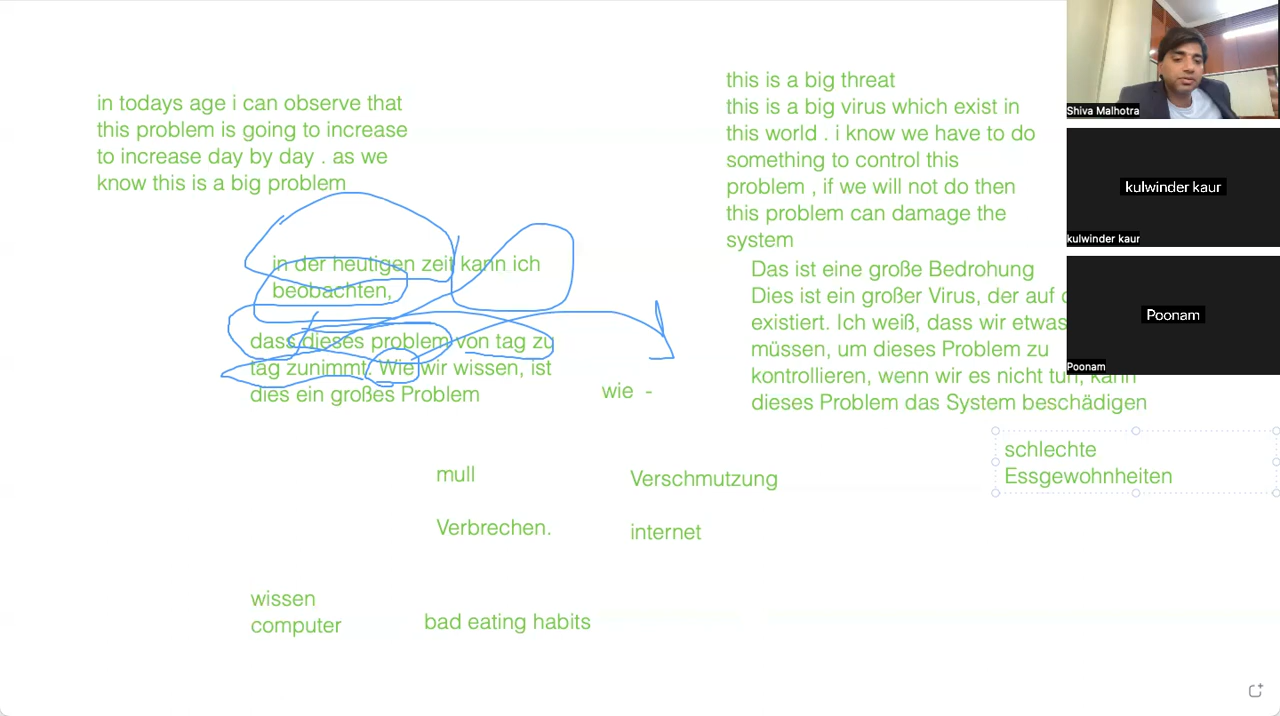 in todays age i can observe that
this problem is going to increase
to increase day by day . as we
know this is a big problem
in der heutigen zeit kann ich
beobachten,
dass dieses problem von tag zu
tag zunimmt. Wie wir wissen, ist
dies ein großes Problem
wie -
this is a big threat
this is a big virus which exist in
this world . i know we have to do
something to control this
problem , if we will not do then
this problem can damage the
system
Das ist eine große Bedrohung
Dies ist ein großer Virus, der auf
existiert. Ich weiß, dass wir etwas
müssen, um dieses Problem zu
kontrollieren, wenn wir es nicht tun, kann
dieses Problem das System beschädigen
schlechte
Essgewohnheiten
mull
Verschmutzung
Verbrechen.
internet
wissen
computer
bad eating habits
Shiva Malhotra
kulwinder kaur
kulwinder kaur
Poonam
Poonam